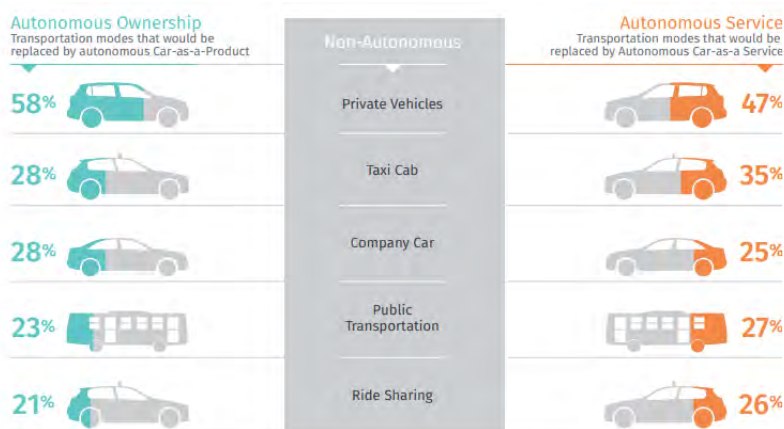 Autonomous Ownership
Transportation modes that would be
replaced by autonomous Car-as-a-Product
Non-Autonomous
Autonomous Service
Transportation modes that would be
replaced by Autonomous Car-as-a Service
58%
Private Vehicles
47%
28%
Taxi Cab
35%
28%
Company Car
25%
23%
Public
Transportation
27%
21%
Ride Sharing
26%